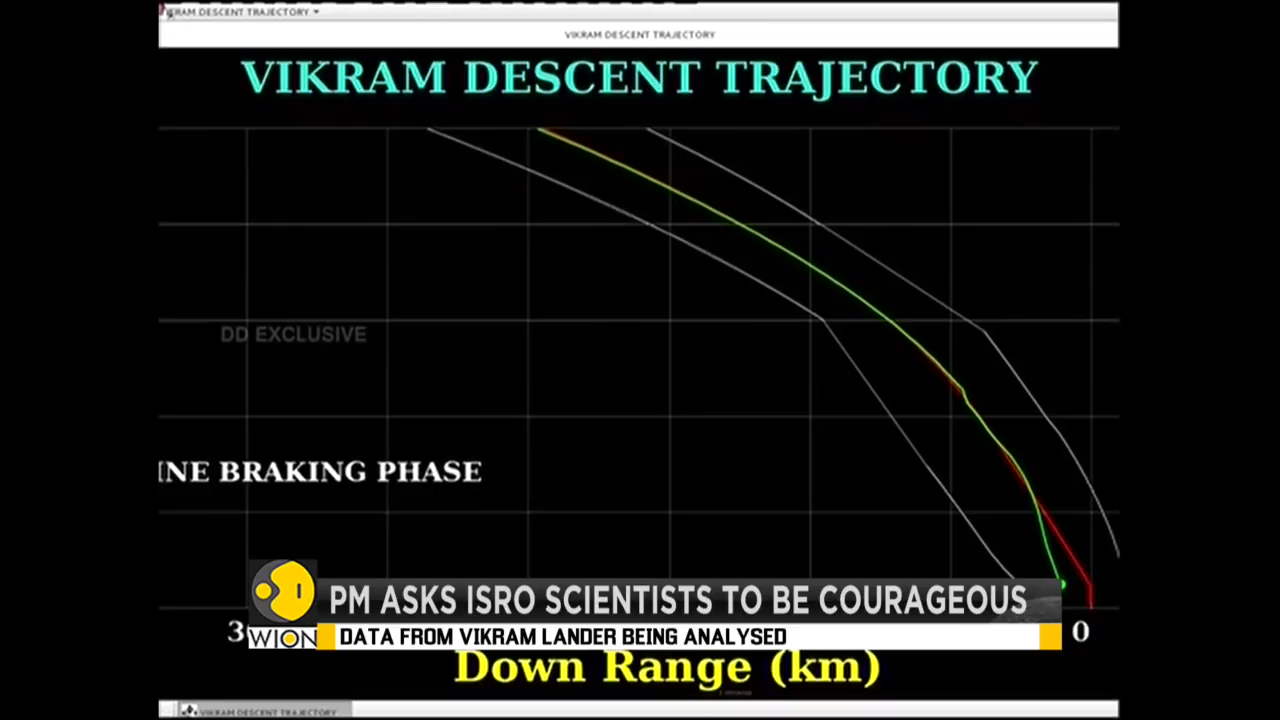 VIKRAM DESCENT TRAJECTORY
VIKRAM DESCENT TRAJECTORY
VIKRAM DESCENT TRAJECTORY
DD EXCLUSIVE
INE BRAKING PHASE
PM ASKS ISRO SCIENTISTS TO BE COURAGEOUS
3 WION DATA FROM VIKRAM LANDER BEING ANALYSED 0
Down Range (km)
VIKRAM DESCENT TRAJECTORY